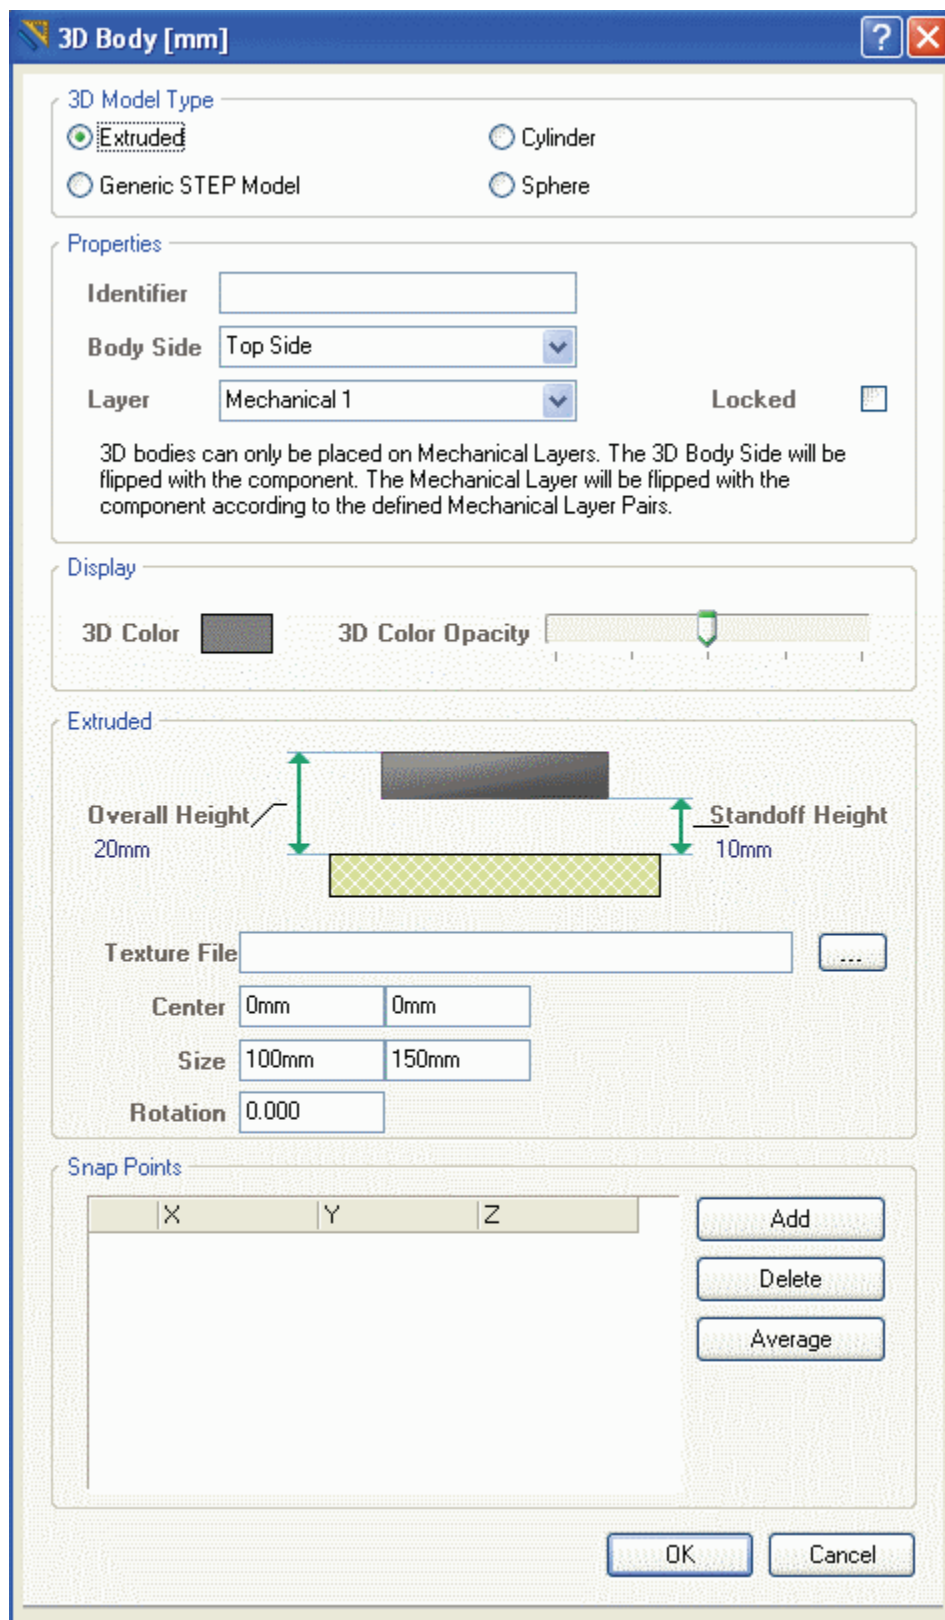 3D Body [mm]
3D Model Type
Extruded
Cylinder
Generic STEP Model
Sphere
Properties
Identifier
Body Side Top Side
Layer Mechanical 1 Locked
3D bodies can only be placed on Mechanical Layers. The 3D Body Side will be
flipped with the component. The Mechanical Layer will be flipped with the
component according to the defined Mechanical Layer Pairs.
Display
3D Color 3D Color Opacity
Extruded
Overall Height Standoff Height
20mm 10mm
Texture File ...
Center 0mm 0mm
Size 100mm 150mm
Rotation 0.000
Snap Points
X Y Z
Add
Delete
Average
OK Cancel